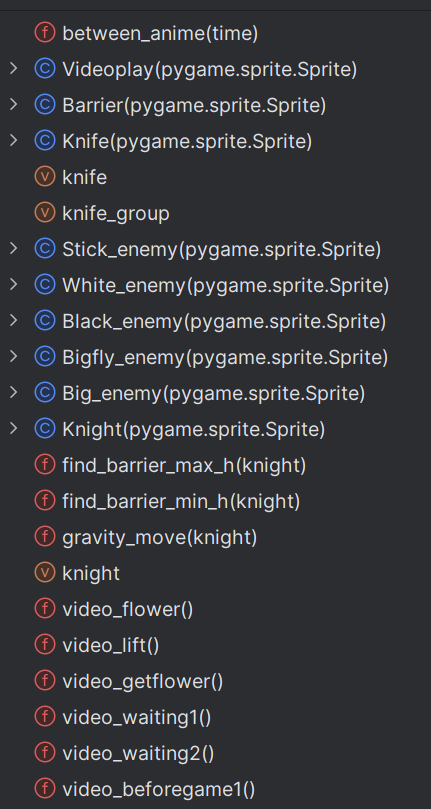 f between_anime(time)
C Videoplay(pygame.sprite.Sprite)
C Barrier(pygame.sprite.Sprite)
C Knife(pygame.sprite.Sprite)
V knife
V knife_group
C Stick_enemy(pygame.sprite.Sprite)
C White_enemy(pygame.sprite.Sprite)
C Black_enemy(pygame.sprite.Sprite)
C Bigfly_enemy(pygame.sprite.Sprite)
C Big_enemy(pygame.sprite.Sprite)
C Knight(pygame.sprite.Sprite)
f find_barrier_max_h(knight)
f find_barrier_min_h(knight)
f gravity_move(knight)
V knight
f video_flower()
f video_lift()
f video_getflower()
f video_waiting1()
f video_waiting2()
f video_beforegame1()